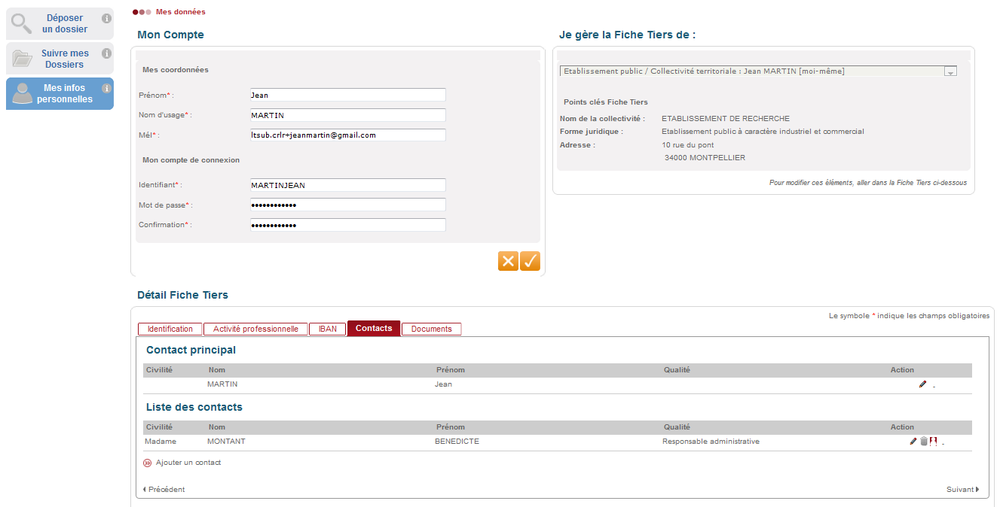 Déposer
un dossier
Suivre mes
Dossiers
Mes infos
personnelles
Mes données
Mon Compte
Mes coordonnées
Prénom* : Jean
Nom d'usage* : MARTIN
Mél* : ltsub.crlr+jeanmartin@gmail.com
Mon compte de connexion
Identifiant* : MARTINJEAN
Mot de passe* : ••••••••••••
Confirmation* : ••••••••••••
Je gère la Fiche Tiers de :
Etablissement public / Collectivité territoriale : Jean MARTIN [moi-même]
Points clés Fiche Tiers
Nom de la collectivité : ETABLISSEMENT DE RECHERCHE
Forme juridique : Etablissement public à caractère industriel et commercial
Adresse : 10 rue du pont
34000 MONTPELLIER
Pour modifier ces éléments, aller dans la Fiche Tiers ci-dessous
Détail Fiche Tiers
Le symbole * indique les champs obligatoires
Identification Activité professionnelle IBAN Contacts Documents
Contact principal
Civilité Nom Prénom Qualité Action
MARTIN Jean
Liste des contacts
Civilité Nom Prénom Qualité Action
Madame MONTANT BENEDICTE Responsable administrative
Ajouter un contact
Précédent Suivant